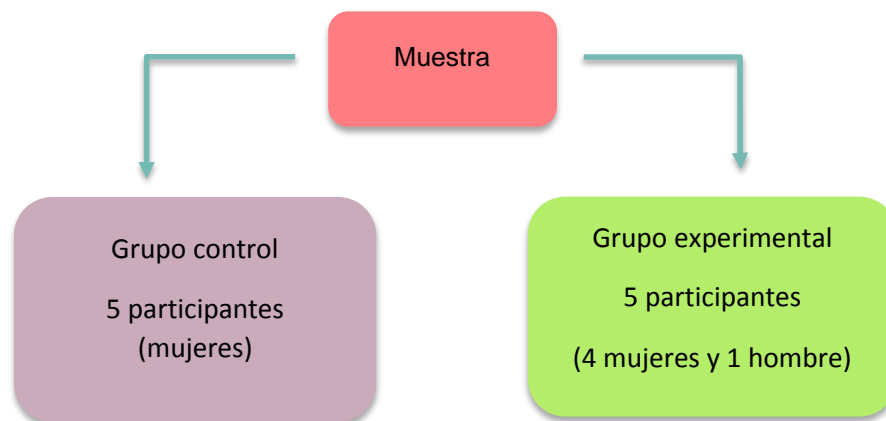 Muestra
Grupo control
5 participantes
(mujeres)
Grupo experimental
5 participantes
(4 mujeres y 1 hombre)